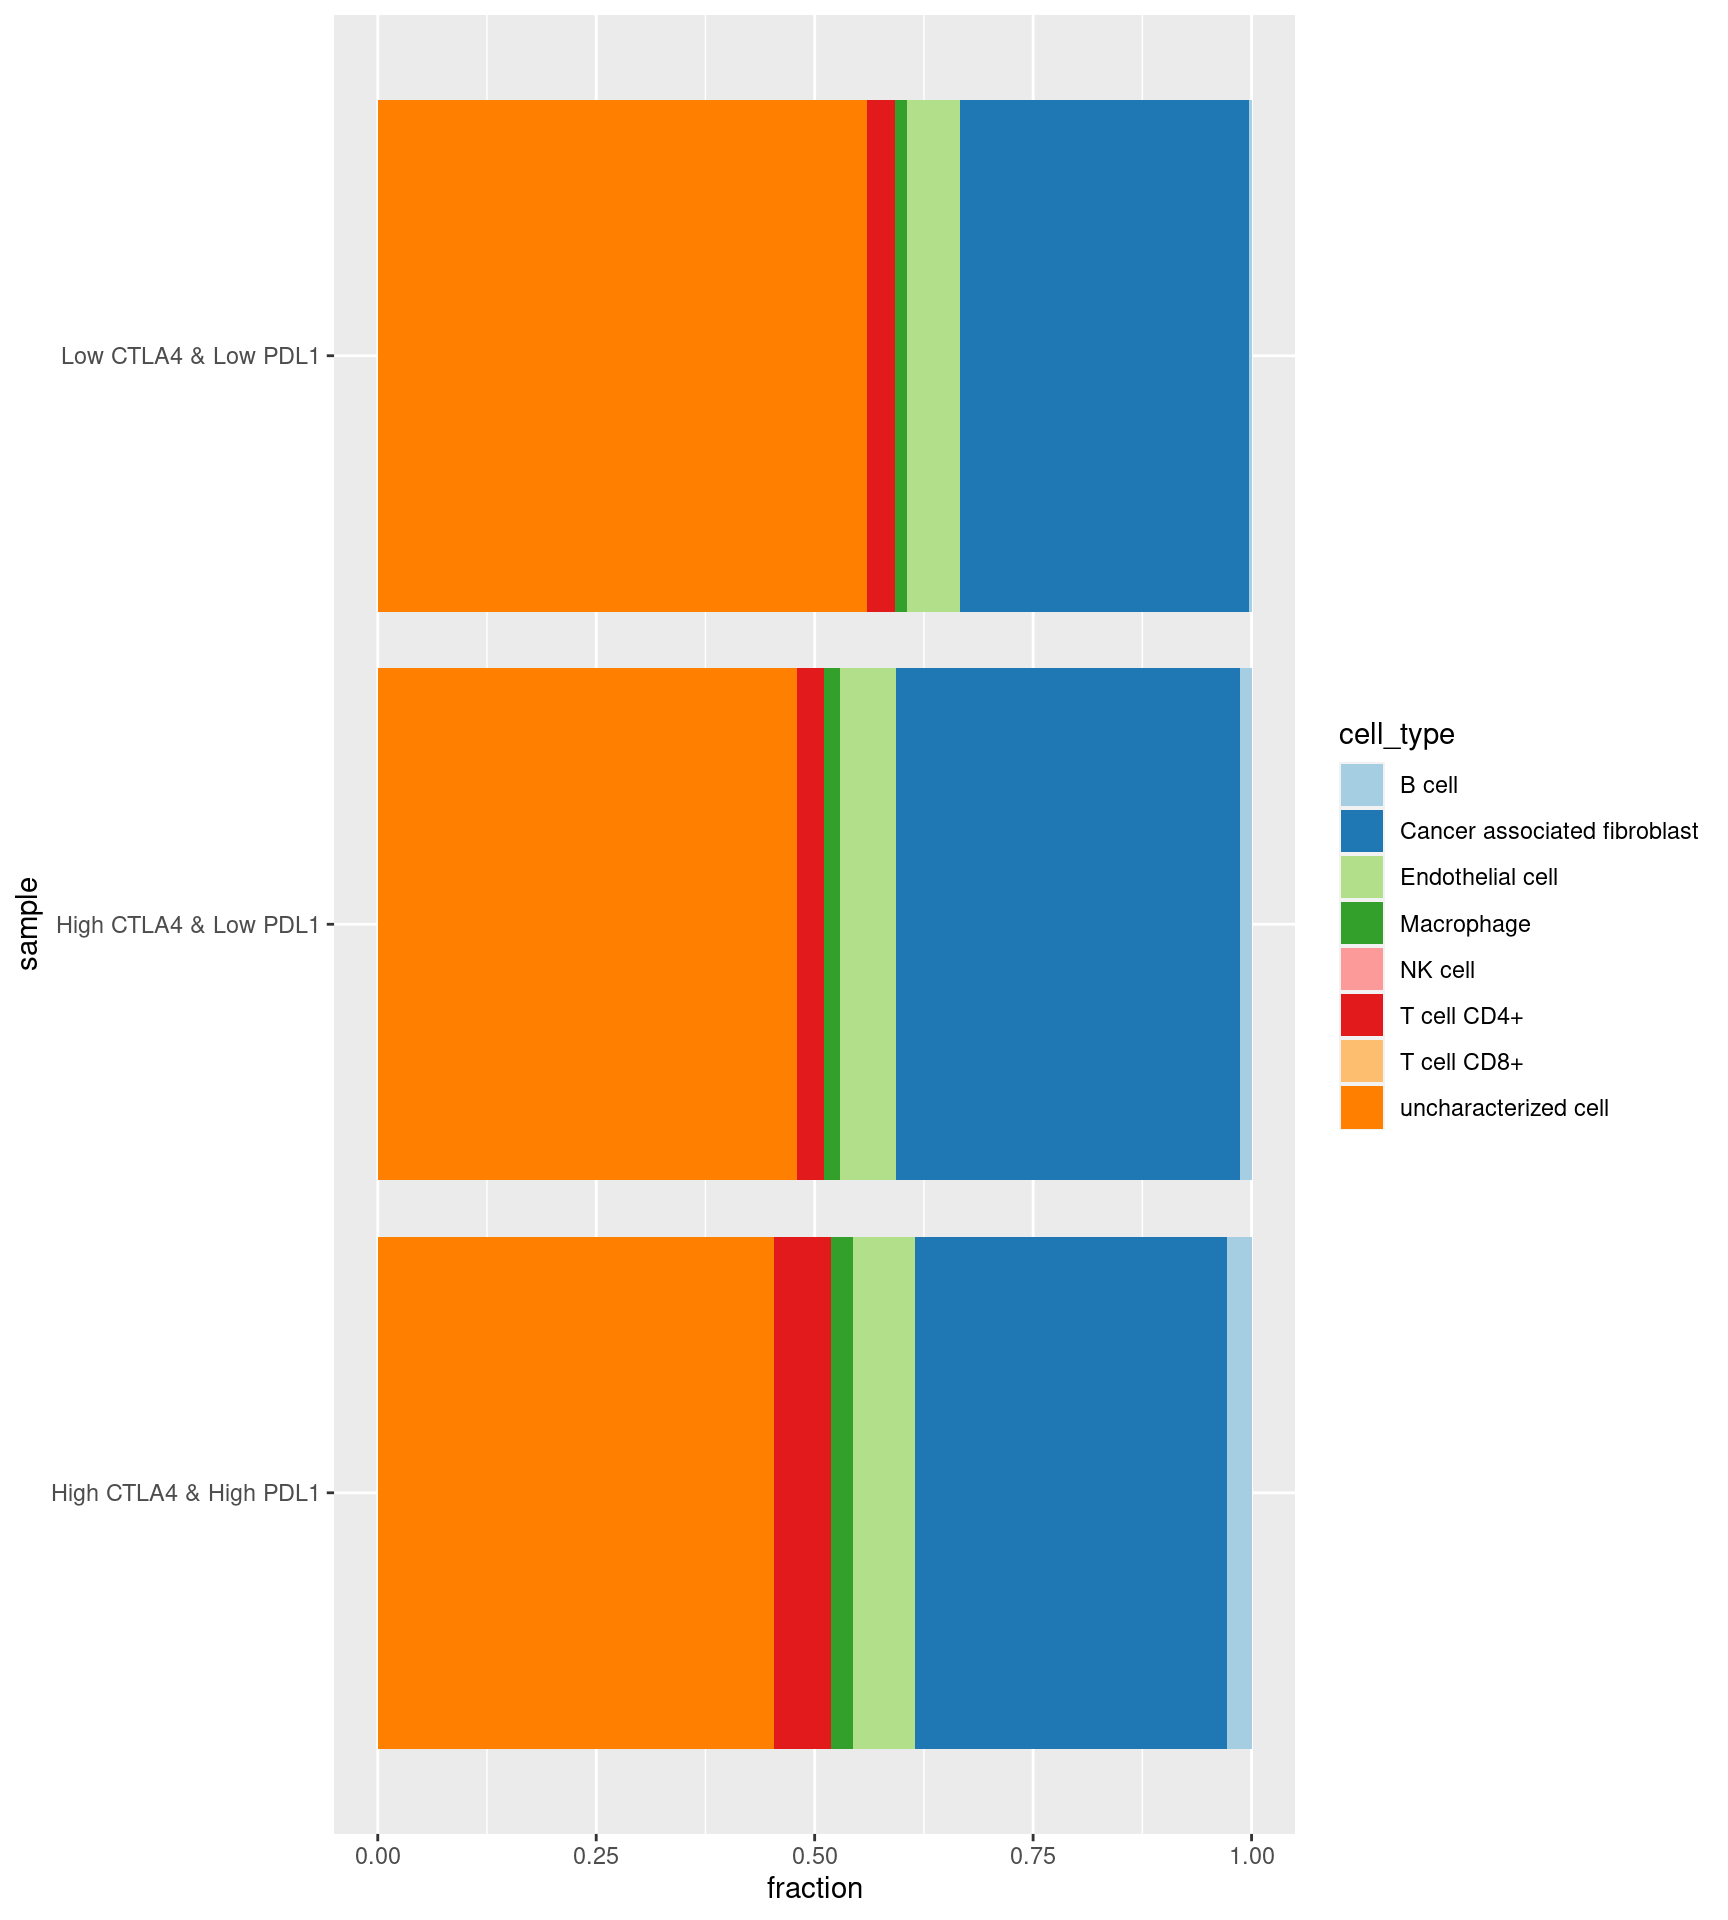 Low CTLA4 & Low PDL1
High CTLA4 & Low PDL1
High CTLA4 & High PDL1
sample
0.00
0.25
0.50
0.75
1.00
fraction
cell_type
B cell
Cancer associated fibroblast
Endothelial cell
Macrophage
NK cell
T cell CD4+
T cell CD8+
uncharacterized cell